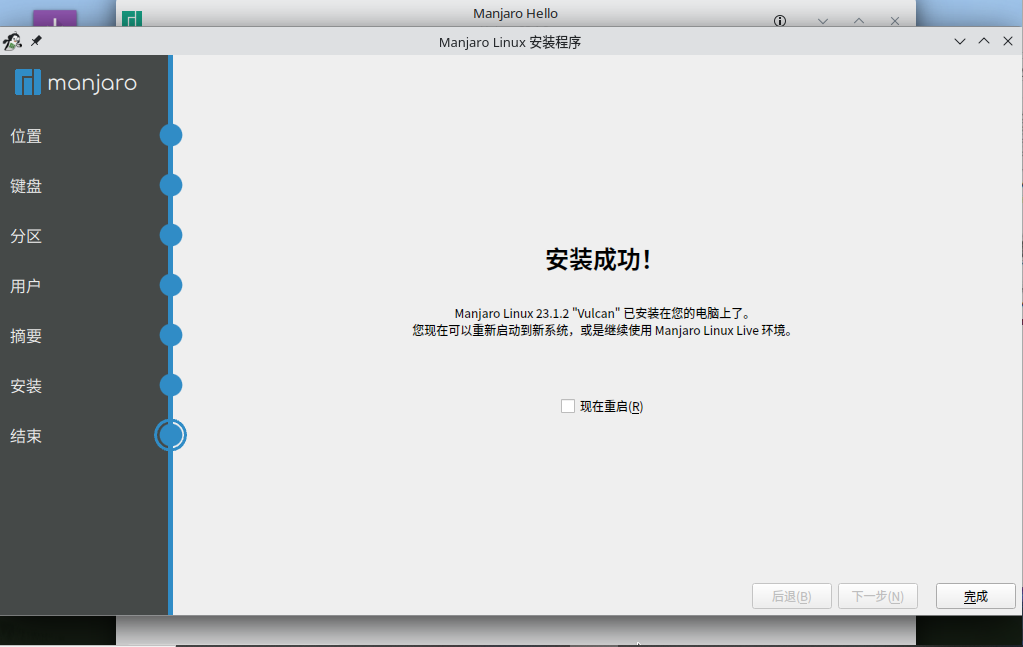 Manjaro Hello
Manjaro Linux 安装程序
manjaro
位置
键盘
分区
用户
摘要
安装
结束
安装成功！
Manjaro Linux 23.1.2 "Vulcan" 已安装在您的电脑上了。
您现在可以重新启动到新系统，或是继续使用 Manjaro Linux Live 环境。
现在重启(R)
后退(B)
下一步(N)
完成